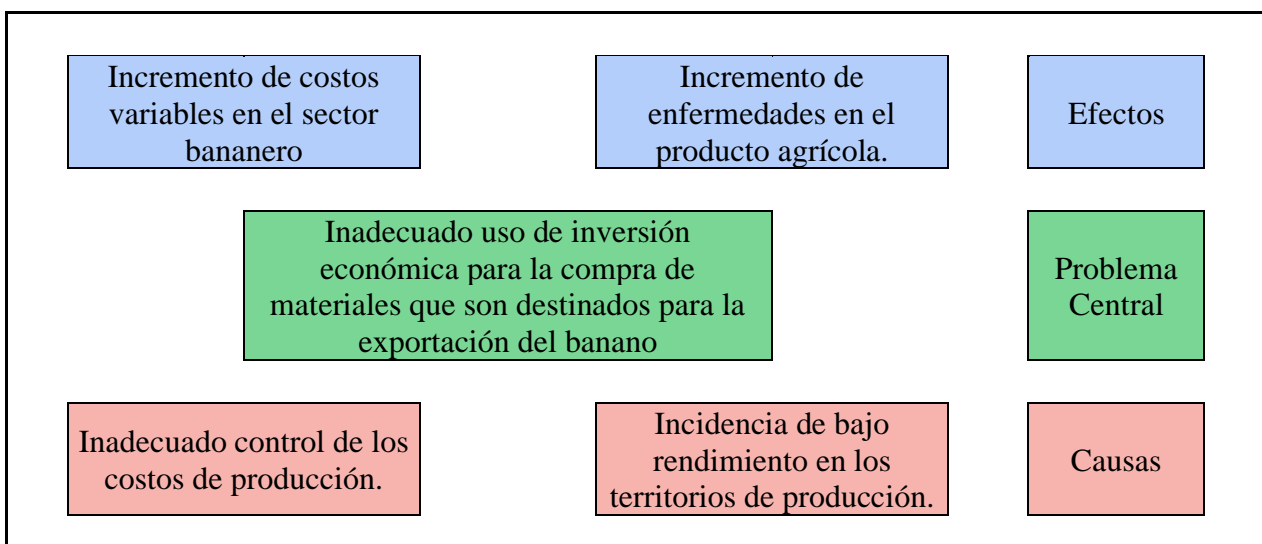 Incremento de costos
variables en el sector
bananero
Incremento de
enfermedades en el
producto agrícola.
Efectos
Inadecuado uso de inversión
económica para la compra de
materiales que son destinados para la
exportación del banano
Problema
Central
Inadecuado control de los
costos de producción.
Incidencia de bajo
rendimiento en los
territorios de producción.
Causas